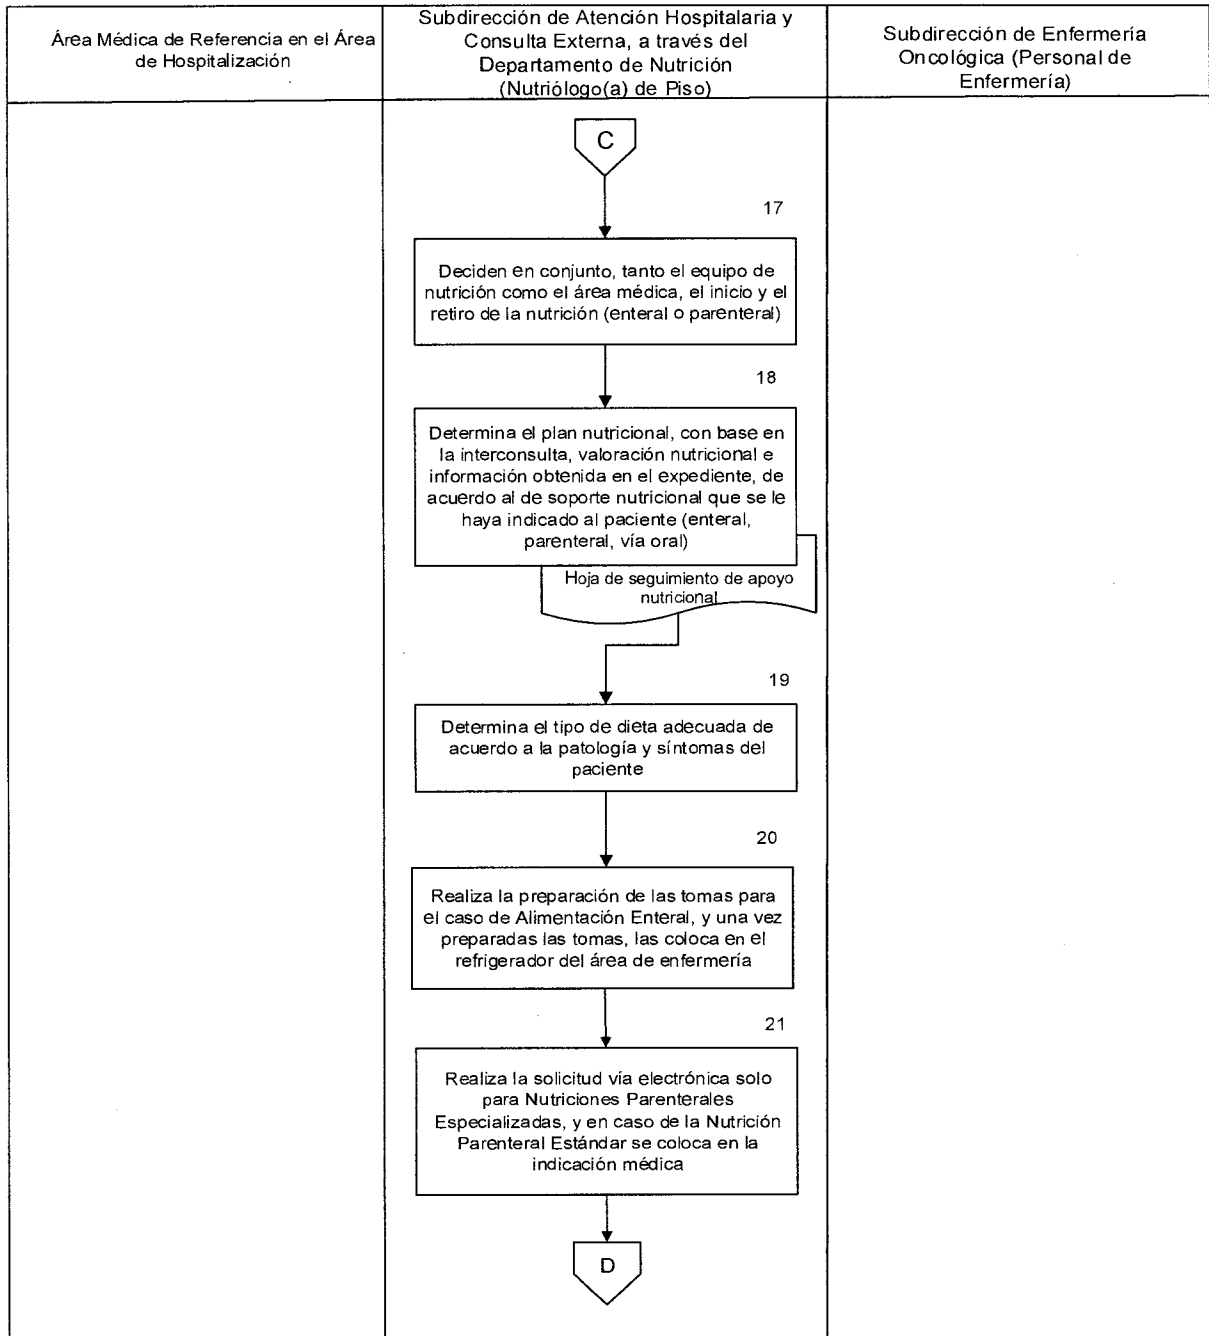 Área Médica de Referencia en el Área
de Hospitalización
Subdirección de Atención Hospitalaria y
Consulta Externa, a través del
Departamento de Nutrición
(Nutriólogo(a) de Piso)
Subdirección de Enfermería
Oncológica (Personal de
Enfermería)
C
17
Deciden en conjunto, tanto el equipo de
nutrición como el área médica, el inicio y el
retiro de la nutrición (enteral o parenteral)
18
Determina el plan nutricional, con base en
la interconsulta, valoración nutricional e
información obtenida en el expediente, de
acuerdo al de soporte nutricional que se le
haya indicado al paciente (enteral,
parenteral, vía oral)
Hoja de seguimiento de apoyo
nutricional
19
Determina el tipo de dieta adecuada de
acuerdo a la patología y síntomas del
paciente
20
Realiza la preparación de las tomas para
el caso de Alimentación Enteral, y una vez
preparadas las tomas, las coloca en el
refrigerador del área de enfermería
21
Realiza la solicitud vía electrónica solo
para Nutriciones Parenterales
Especializadas, y en caso de la Nutrición
Parenteral Estándar se coloca en la
indicación médica
D